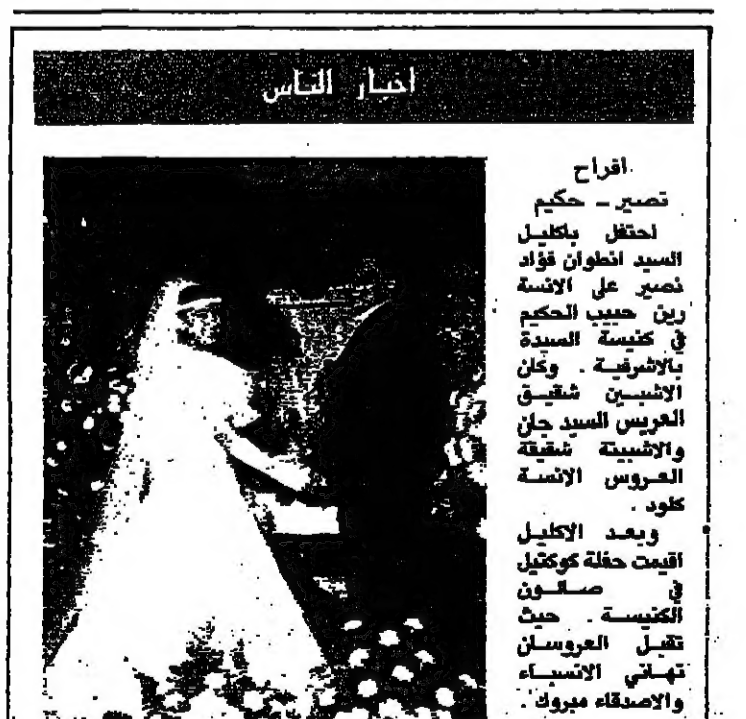 اخبار الناس
افراح
نصير - حكيم
احتفل باكليل
السيد انطوان فؤاد
نصير على الانسة
رين حبيب الحكيم
في كنيسة السيدة
بالاشرفية . وكان
الاشبين شقيق
العريس السيد جان
والاشبينة شقيقة
العروس الانسة
كلود .
وبعد الاكليل
اقيمت حفلة كوكتيل
في صالون
الكنيسة . حيث
تقبل العروسان
تهاني الانسباء
والاصدقاء مبروك .